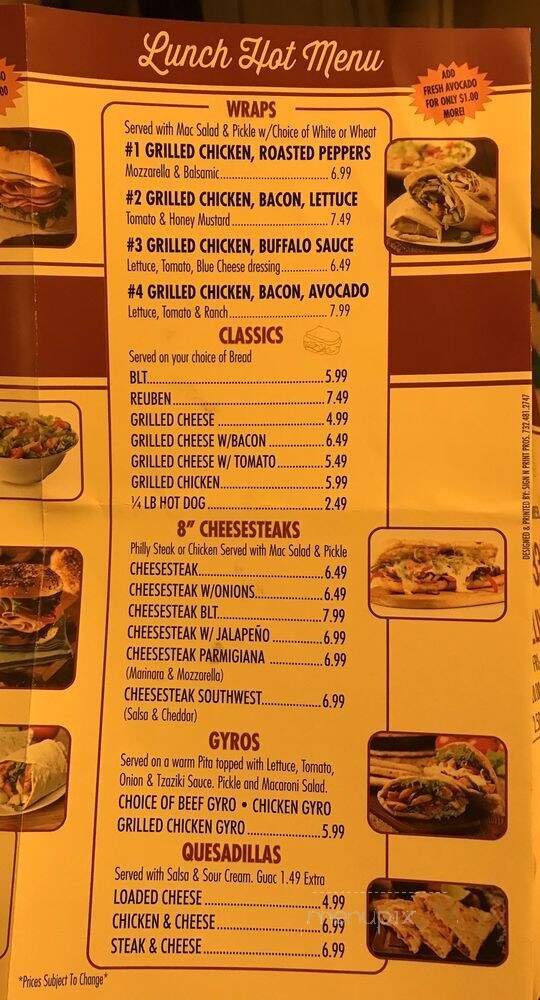 Lunch Hot Menu
ADD
FRESH AVOCADO
FOR ONLY $1.00
MORE!
WRAPS
Served with Mac Salad & Pickle w/Choice of White or Wheat
#1 GRILLED CHICKEN, ROASTED PEPPERS
Mozzarella & Balsamic.......................... 6.99
#2 GRILLED CHICKEN, BACON, LETTUCE
Tomato & Honey Mustard...................... 7.49
#3 GRILLED CHICKEN, BUFFALO SAUCE
Lettuce, Tomato, Blue Cheese dressing.............. 6.49
#4 GRILLED CHICKEN, BACON, AVOCADO
Lettuce, Tomato & Ranch....................... 7.99
CLASSICS
Served on your choice of Bread
BLT..........................................5.99
REUBEN.....................................7.49
GRILLED CHEESE ..........................4.99
GRILLED CHEESE W/BACON .............. 6.49
GRILLED CHEESE W/ TOMATO............5.49
GRILLED CHICKEN.........................5.99
¼ LB HOT DOG ............................2.49
8” CHEESESTEAKS
Philly Steak or Chicken Served with Mac Salad & Pickle
CHEESESTEAK..............................6.49
CHEESESTEAK W/ONIONS.................6.49
CHEESESTEAK BLT..........................7.99
CHEESESTEAK W/ JALAPEÑO ............6.99
CHEESESTEAK PARMIGIANA .............6.99
(Marinara & Mozzarella)
CHEESESTEAK SOUTHWEST...............6.99
(Salsa & Cheddar)
GYROS
Served on a warm Pita topped with Lettuce, Tomato,
Onion & Tzaziki Sauce. Pickle and Macaroni Salad.
CHOICE OF BEEF GYRO • CHICKEN GYRO
GRILLED CHICKEN GYRO ..................5.99
QUESADILLAS
Served with Salsa & Sour Cream. Guac 1.49 Extra
LOADED CHEESE ............................4.99
CHICKEN & CHEESE.........................6.99
STEAK & CHEESE.............................6.99
*Prices Subject To Change*
DESIGNED & PRINTED BY: SIGN N PRINT PROS. 732.481.2747
menupix